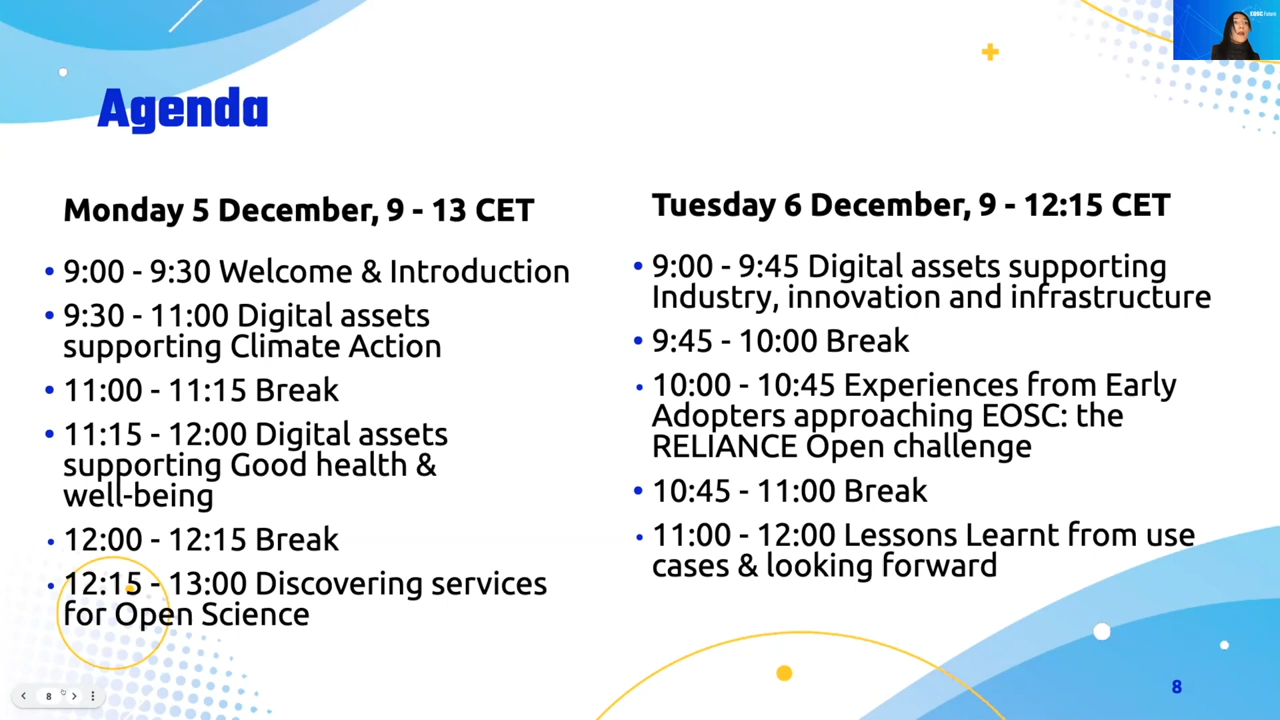 EOSC Future
Agenda
Monday 5 December, 9 - 13 CET
• 9:00 - 9:30 Welcome & Introduction
• 9:30 - 11:00 Digital assets
supporting Climate Action
• 11:00 - 11:15 Break
• 11:15 - 12:00 Digital assets
supporting Good health &
well-being
• 12:00 - 12:15 Break
• 12:15 - 13:00 Discovering services
for Open Science
Tuesday 6 December, 9 - 12:15 CET
• 9:00 - 9:45 Digital assets supporting
Industry, innovation and infrastructure
• 9:45 - 10:00 Break
• 10:00 - 10:45 Experiences from Early
Adopters approaching EOSC: the
RELIANCE Open challenge
• 10:45 - 11:00 Break
• 11:00 - 12:00 Lessons Learnt from use
cases & looking forward
8
8